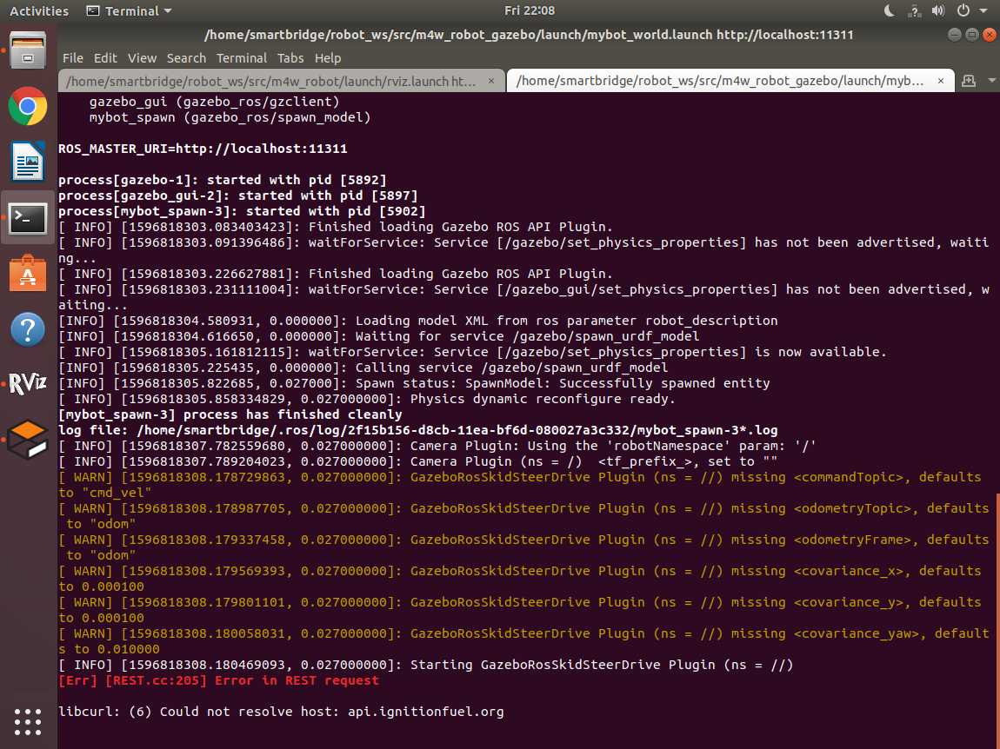 Activities Terminal Fri 22:08
/home/smartbridge/robot_ws/src/m4w_robot_gazebo/launch/mybot_world.launch http://localhost:11311
File Edit View Search Terminal Tabs Help
/home/smartbridge/robot_ws/src/m4w_robot/launch/rviz.launch ht... × /home/smartbridge/robot_ws/src/m4w_robot_gazebo/launch/myb... ×
gazebo_gui (gazebo_ros/gzclient)
mybot_spawn (gazebo_ros/spawn_model)
ROS_MASTER_URI=http://localhost:11311
process[gazebo-1]: started with pid [5892]
process[gazebo_gui-2]: started with pid [5897]
process[mybot_spawn-3]: started with pid [5902]
[ INFO] [1596818303.083403423]: Finished loading Gazebo ROS API Plugin.
[ INFO] [1596818303.091396486]: waitForService: Service [/gazebo/set_physics_properties] has not been advertised, waiti
ng...
[ INFO] [1596818303.226627881]: Finished loading Gazebo ROS API Plugin.
[ INFO] [1596818303.231111004]: waitForService: Service [/gazebo_gui/set_physics_properties] has not been advertised, w
aiting...
[INFO] [1596818304.580931, 0.000000]: Loading model XML from ros parameter robot_description
[INFO] [1596818304.616650, 0.000000]: Waiting for service /gazebo/spawn_urdf_model
[ INFO] [1596818305.161812115]: waitForService: Service [/gazebo/set_physics_properties] is now available.
[INFO] [1596818305.225435, 0.000000]: Calling service /gazebo/spawn_urdf_model
[INFO] [1596818305.822685, 0.027000]: Spawn status: SpawnModel: Successfully spawned entity
[ INFO] [1596818305.858334829, 0.027000000]: Physics dynamic reconfigure ready.
[mybot_spawn-3] process has finished cleanly
log file: /home/smartbridge/.ros/log/2f15b156-d8cb-11ea-bf6d-080027a3c332/mybot_spawn-3*.log
[ INFO] [1596818307.782559680, 0.027000000]: Camera Plugin: Using the 'robotNamespace' param: '/'
[ INFO] [1596818307.789204023, 0.027000000]: Camera Plugin (ns = /)  <tf_prefix_>, set to ""
[ WARN] [1596818308.178729863, 0.027000000]: GazeboRosSkidSteerDrive Plugin (ns = //) missing <commandTopic>, defaults
to "cmd_vel"
[ WARN] [1596818308.178987705, 0.027000000]: GazeboRosSkidSteerDrive Plugin (ns = //) missing <odometryTopic>, defaults
to "odom"
[ WARN] [1596818308.179337458, 0.027000000]: GazeboRosSkidSteerDrive Plugin (ns = //) missing <odometryFrame>, defaults
to "odom"
[ WARN] [1596818308.179569393, 0.027000000]: GazeboRosSkidSteerDrive Plugin (ns = //) missing <covariance_x>, defaults
to 0.000100
[ WARN] [1596818308.179801101, 0.027000000]: GazeboRosSkidSteerDrive Plugin (ns = //) missing <covariance_y>, defaults
to 0.000100
[ WARN] [1596818308.180058031, 0.027000000]: GazeboRosSkidSteerDrive Plugin (ns = //) missing <covariance_yaw>, default
s to 0.010000
[ INFO] [1596818308.180469093, 0.027000000]: Starting GazeboRosSkidSteerDrive Plugin (ns = //)
[Err] [REST.cc:205] Error in REST request
libcurl: (6) Could not resolve host: api.ignitionfuel.org
RViz